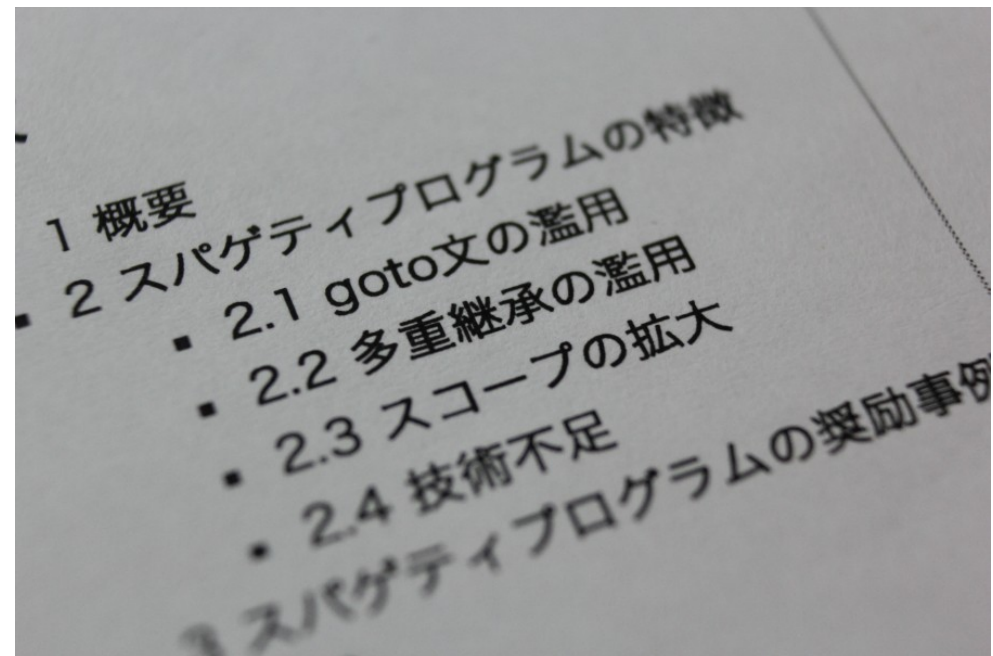 1 概要
2 スパゲティプログラムの特徴
2.1 goto文の濫用
2.2 多重継承の濫用
2.3 スコープの拡大
2.4 技術不足
3 スパゲティプログラムの奨励事例